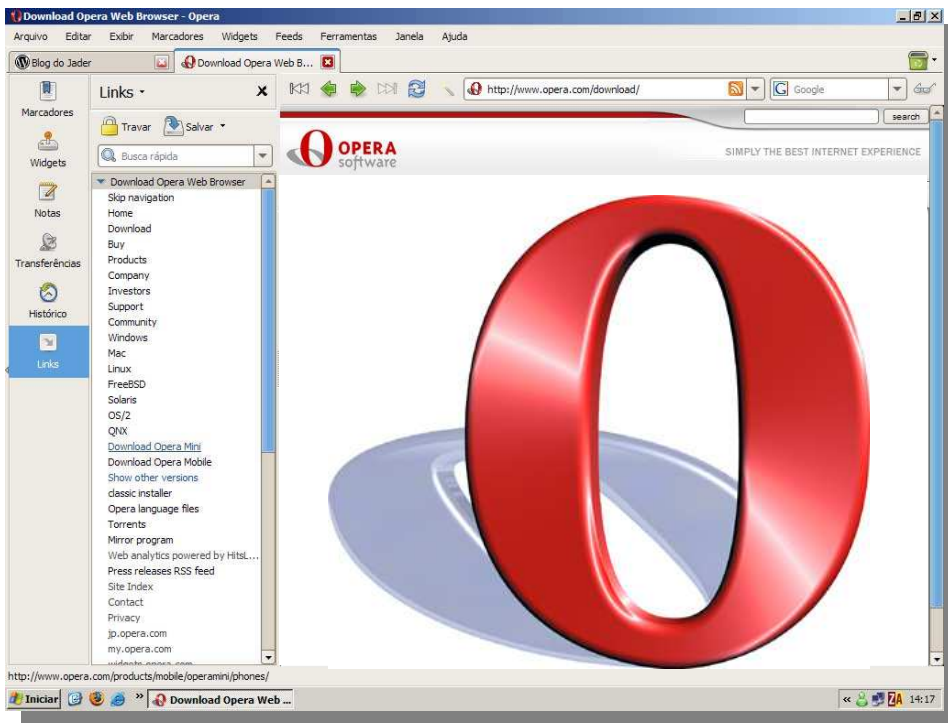 Download Opera Web Browser - Opera
Arquivo Editar Exibir Marcadores Widgets Feeds Ferramentas Janela Ajuda
Blog do Jader
Download Opera Web B...
Marcadores
Widgets
Notas
Transferências
Histórico
Links
Links
Travar Salvar
Busca rápida
Download Opera Web Browser
Skip navigation
Home
Download
Buy
Products
Company
Investors
Support
Community
Windows
Mac
Linux
FreeBSD
Solaris
OS/2
QNX
Download Opera Mini
Download Opera Mobile
Show other versions
classic installer
Opera language files
Torrents
Mirror program
Web analytics powered by HitsL...
Press releases RSS feed
Site Index
Contact
Privacy
jp.opera.com
my.opera.com
widgets.opera.com
http://www.opera.com/download/
G Google
search
OPERA
software
SIMPLY THE BEST INTERNET EXPERIENCE
http://www.opera.com/products/mobile/operamini/phones/
Iniciar » Download Opera Web ... « ZA 14:17